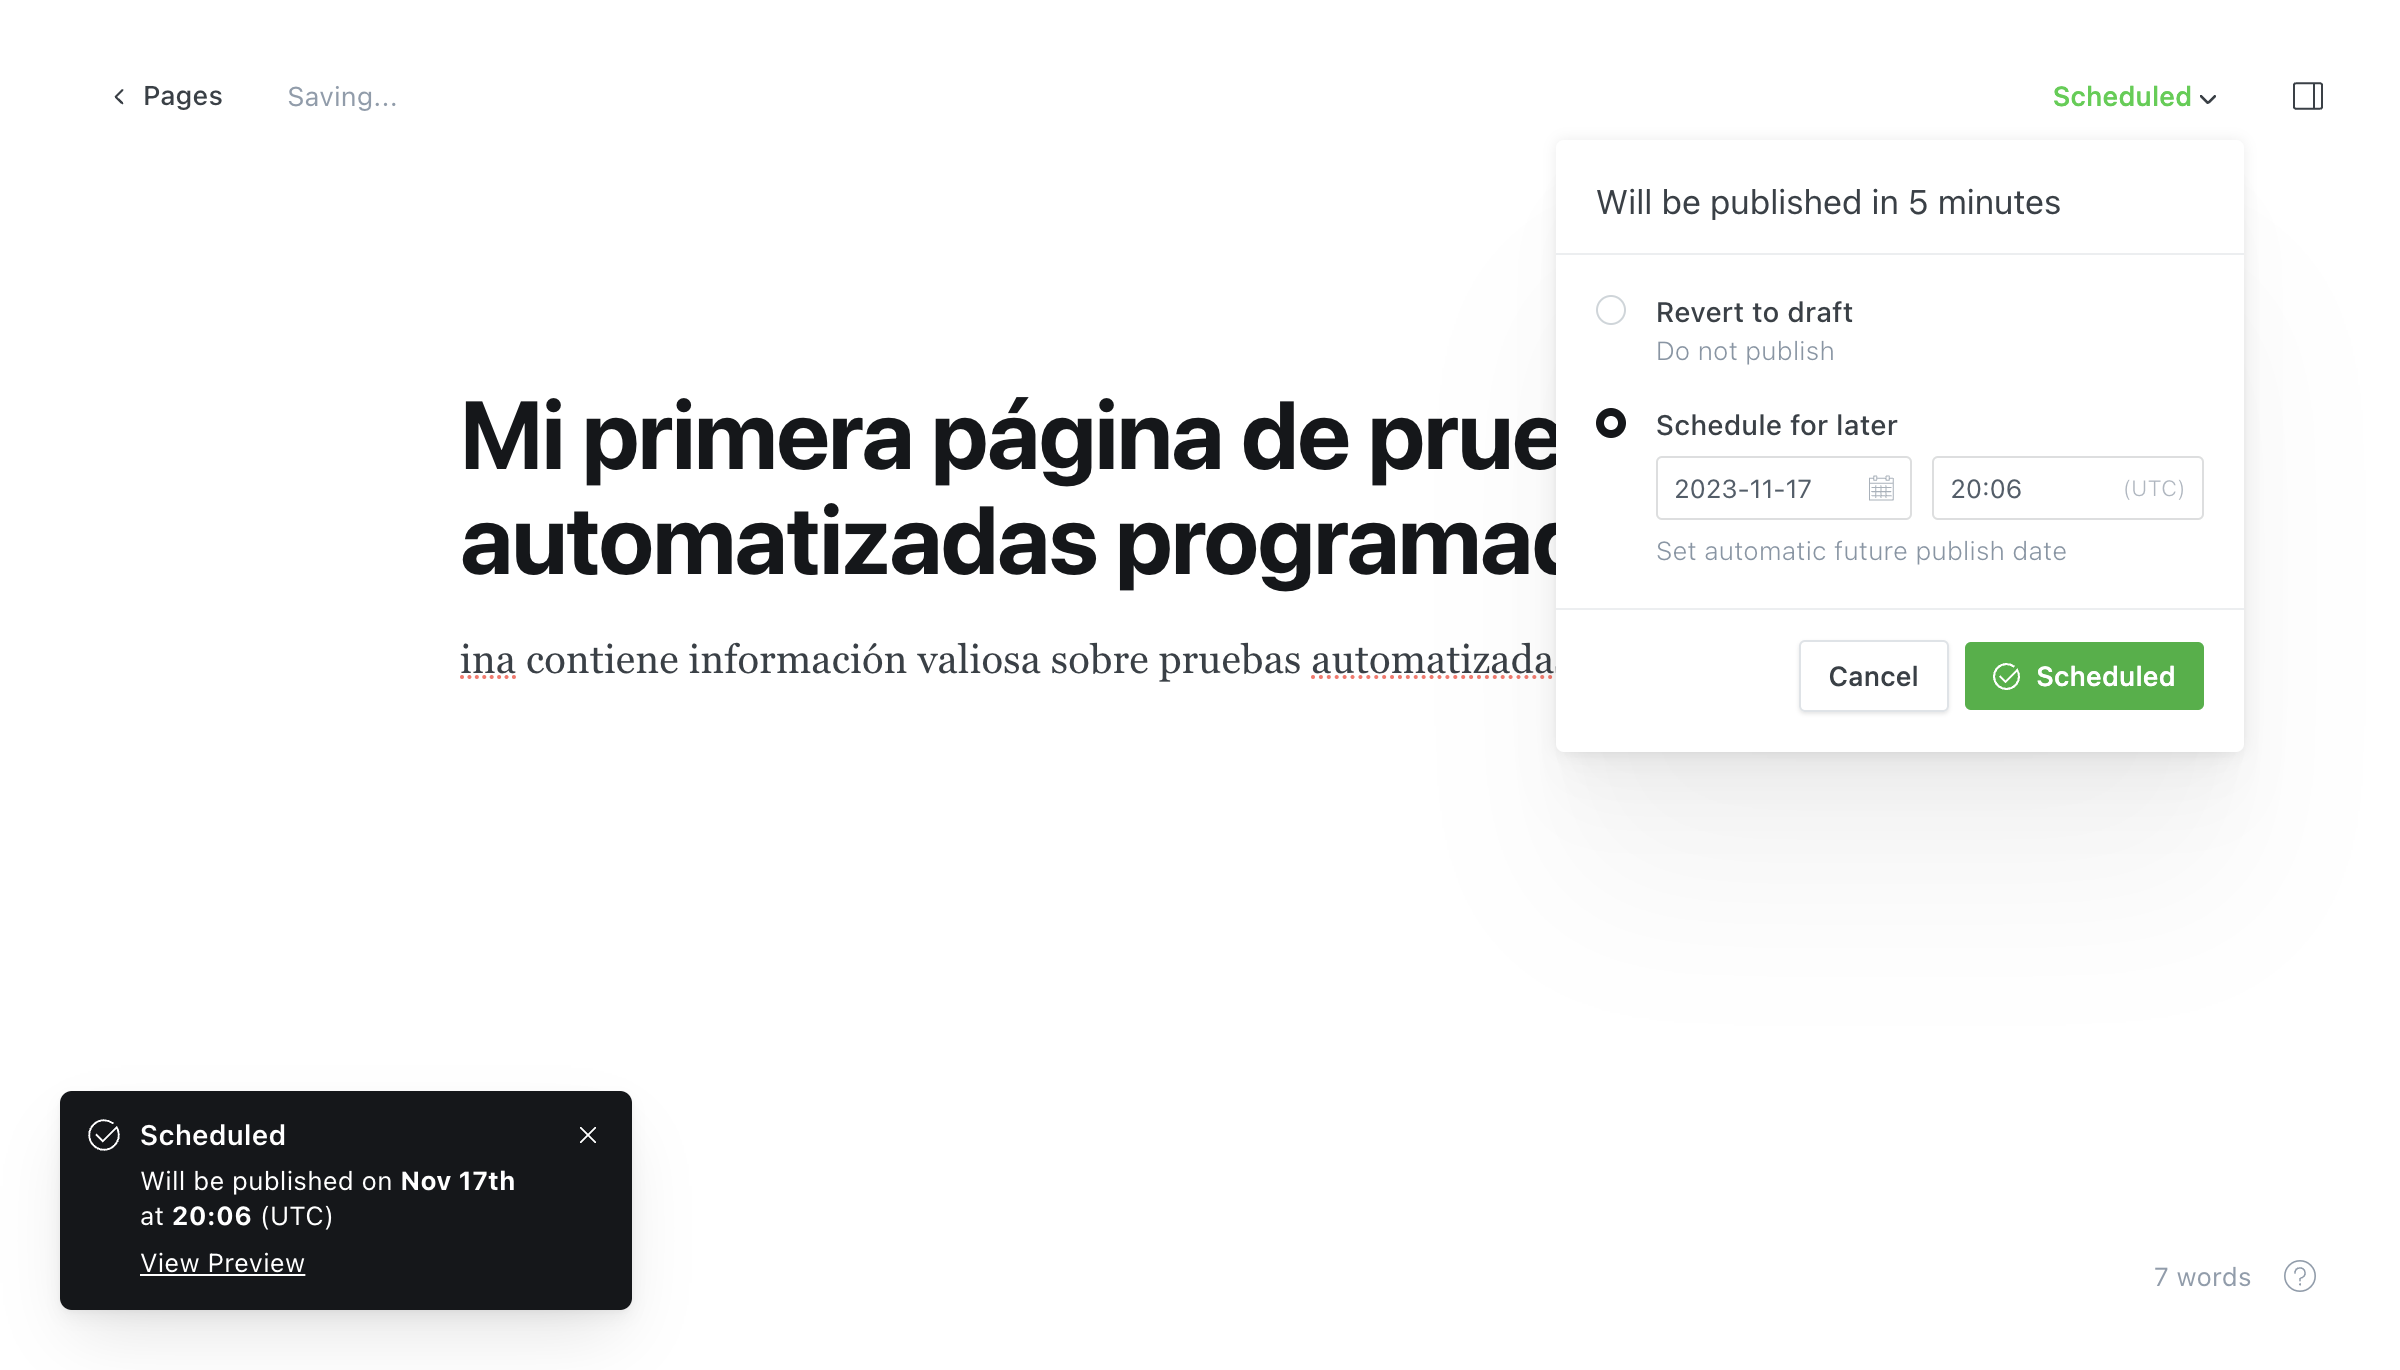 Pages
Saving...
Scheduled
Will be published in 5 minutes
Revert to draft
Do not publish
Schedule for later
2023-11-17
20:06 (UTC)
Set automatic future publish date
Cancel
Scheduled
Mi primera página de prue
automatizadas programa
ina contiene información valiosa sobre pruebas automatizada
Scheduled
Will be published on Nov 17th
at 20:06 (UTC)
View Preview
7 words
?